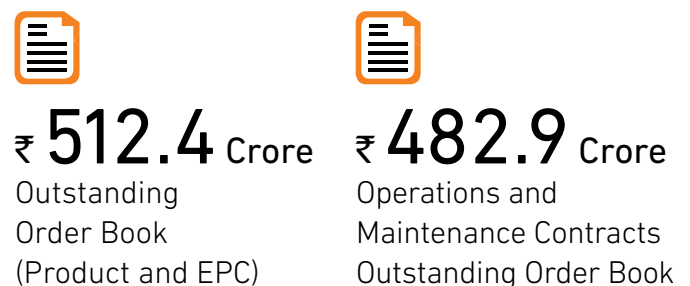 ₹ 512.4 Crore
Outstanding
Order Book
(Product and EPC)
₹ 482.9 Crore
Operations and
Maintenance Contracts
Outstanding Order Book